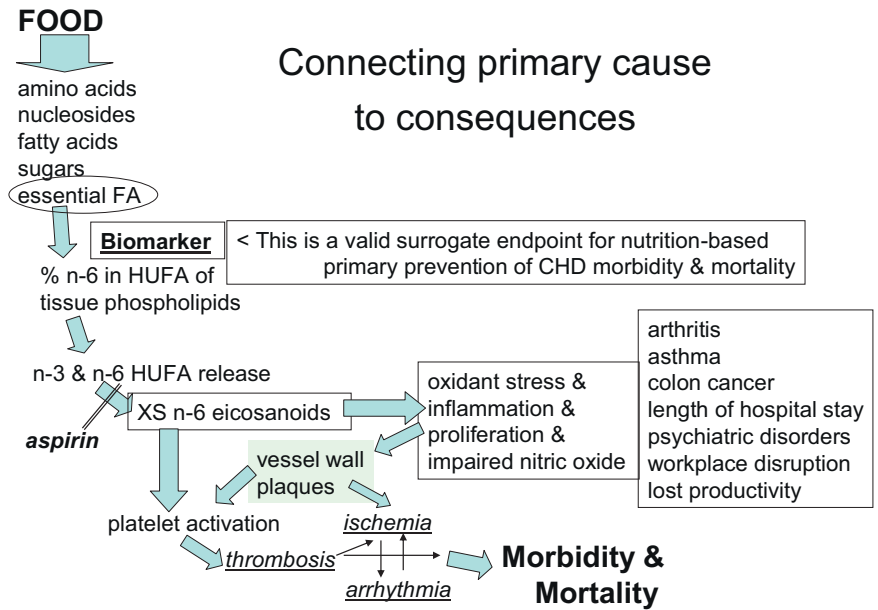 FOOD
Connecting primary cause
to consequences
amino acids
nucleosides
fatty acids
sugars
essential FA
Biomarker
< This is a valid surrogate endpoint for nutrition-based
primary prevention of CHD morbidity & mortality
% n-6 in HUFA of
tissue phospholipids
n-3 & n-6 HUFA release
aspirin
XS n-6 eicosanoids
oxidant stress &
inflammation &
proliferation &
impaired nitric oxide
arthritis
asthma
colon cancer
length of hospital stay
psychiatric disorders
workplace disruption
lost productivity
vessel wall
plaques
platelet activation
ischemia
thrombosis
arrhythmia
Morbidity &
Mortality